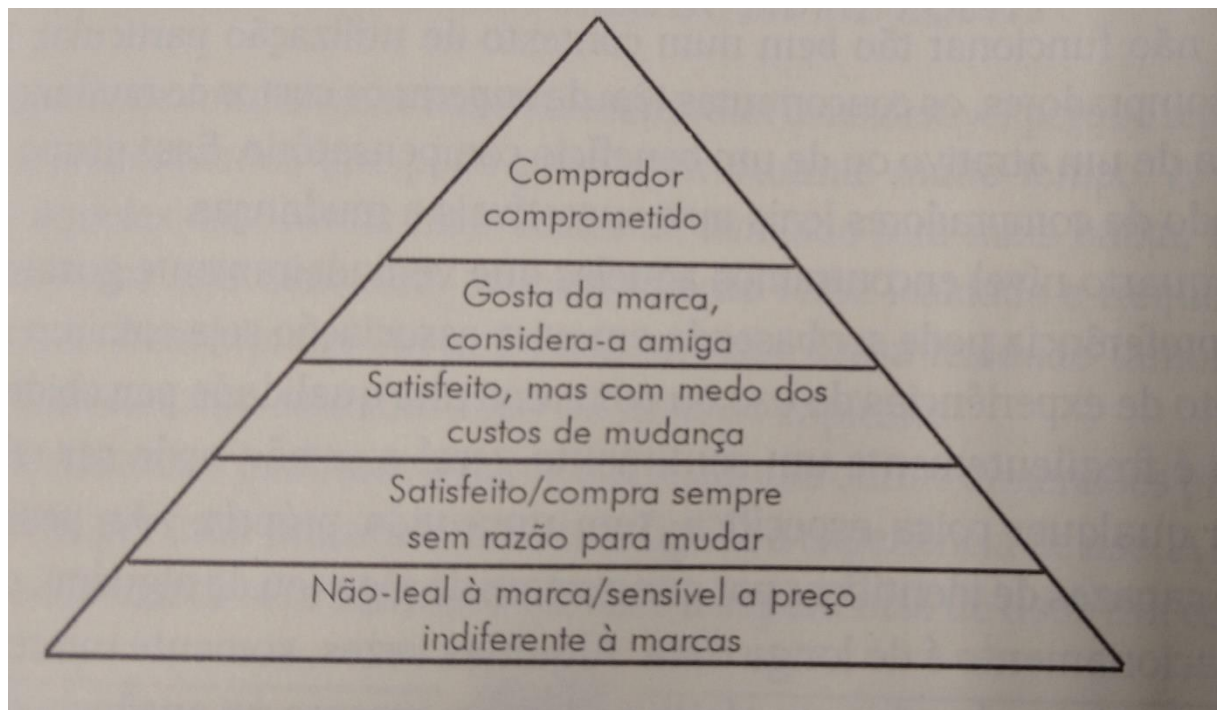 Comprador
comprometido
Gosta da marca,
considera-a amiga
Satisfeito, mas com medo dos
custos de mudança
Satisfeito/compra sempre
sem razão para mudar
Não-leal à marca/sensível a preço
indiferente à marcas